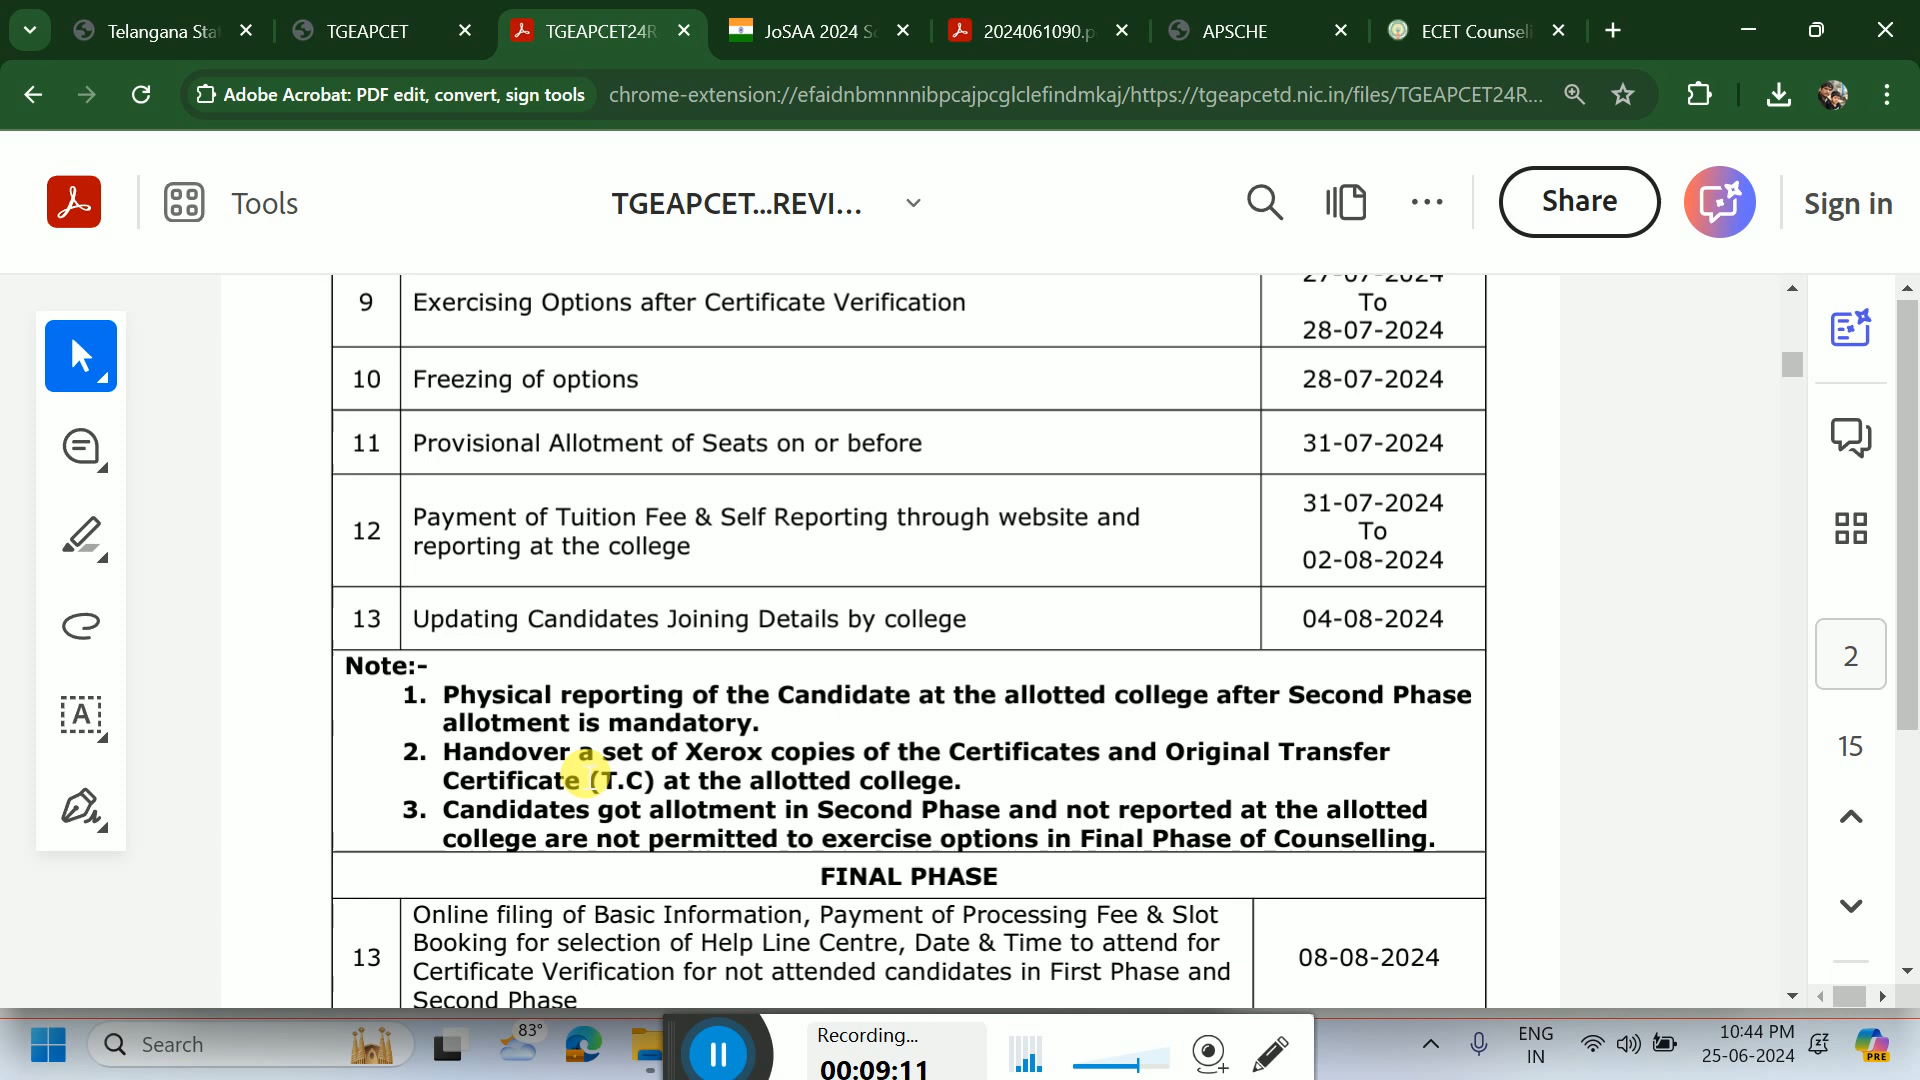 Telangana Sta
TGEAPCET
TGEAPCET24R
JoSAA 2024 Sc
2024061090.p
APSCHE
ECET Counseli
Adobe Acrobat: PDF edit, convert, sign tools
chrome-extension://efaidnbmnnnibpcajpcglclefindmkaj/https://tgeapcetd.nic.in/files/TGEAPCET24R...
Tools
TGEAPCET...REVI...
Share
Sign in
9 Exercising Options after Certificate Verification
27-07-2024
To
28-07-2024
10 Freezing of options 28-07-2024
11 Provisional Allotment of Seats on or before 31-07-2024
12 Payment of Tuition Fee & Self Reporting through website and
reporting at the college
31-07-2024
To
02-08-2024
13 Updating Candidates Joining Details by college 04-08-2024
Note:-
1. Physical reporting of the Candidate at the allotted college after Second Phase
allotment is mandatory.
2. Handover a set of Xerox copies of the Certificates and Original Transfer
Certificate (T.C) at the allotted college.
3. Candidates got allotment in Second Phase and not reported at the allotted
college are not permitted to exercise options in Final Phase of Counselling.
FINAL PHASE
13 Online filing of Basic Information, Payment of Processing Fee & Slot
Booking for selection of Help Line Centre, Date & Time to attend for
Certificate Verification for not attended candidates in First Phase and
Second Phase
08-08-2024
2
15
Search
83°
Recording...
00:09:11
ENG
IN
10:44 PM
25-06-2024
PRE